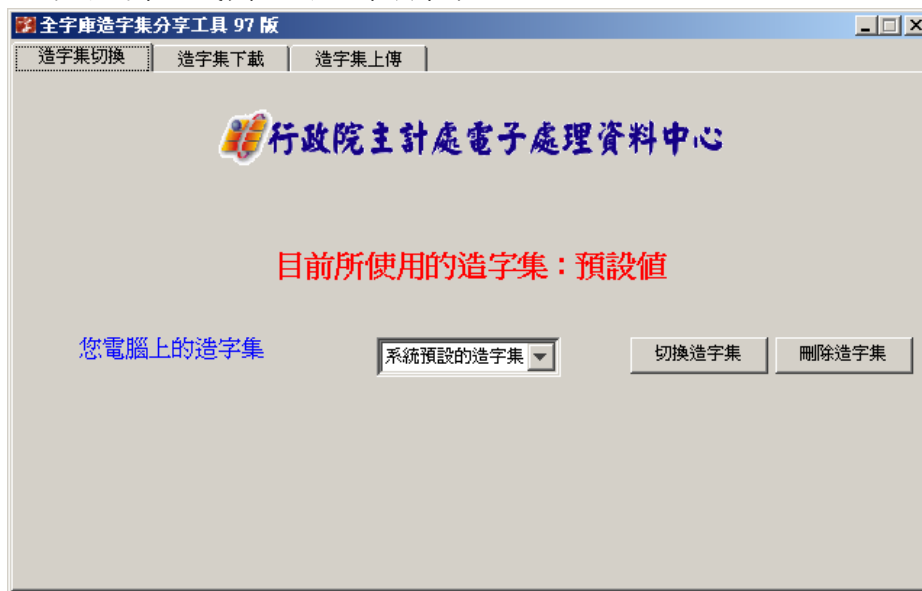 全字庫造字集分享工具 97 版
造字集切換 造字集下載 造字集上傳
行政院主計處電子處理資料中心
目前所使用的造字集：預設值
您電腦上的造字集 系統預設的造字集 切換造字集 刪除造字集